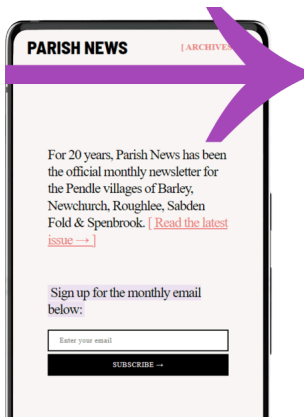 PARISH NEWS
[ ARCHIVES
For 20 years, Parish News has been
the official monthly newsletter for
the Pendle villages of Barley,
Newchurch, Roughlee, Sabden
Fold & Spenbrook. [ Read the latest
issue → ]
Sign up for the monthly email
below:
Enter your email
SUBSCRIBE →